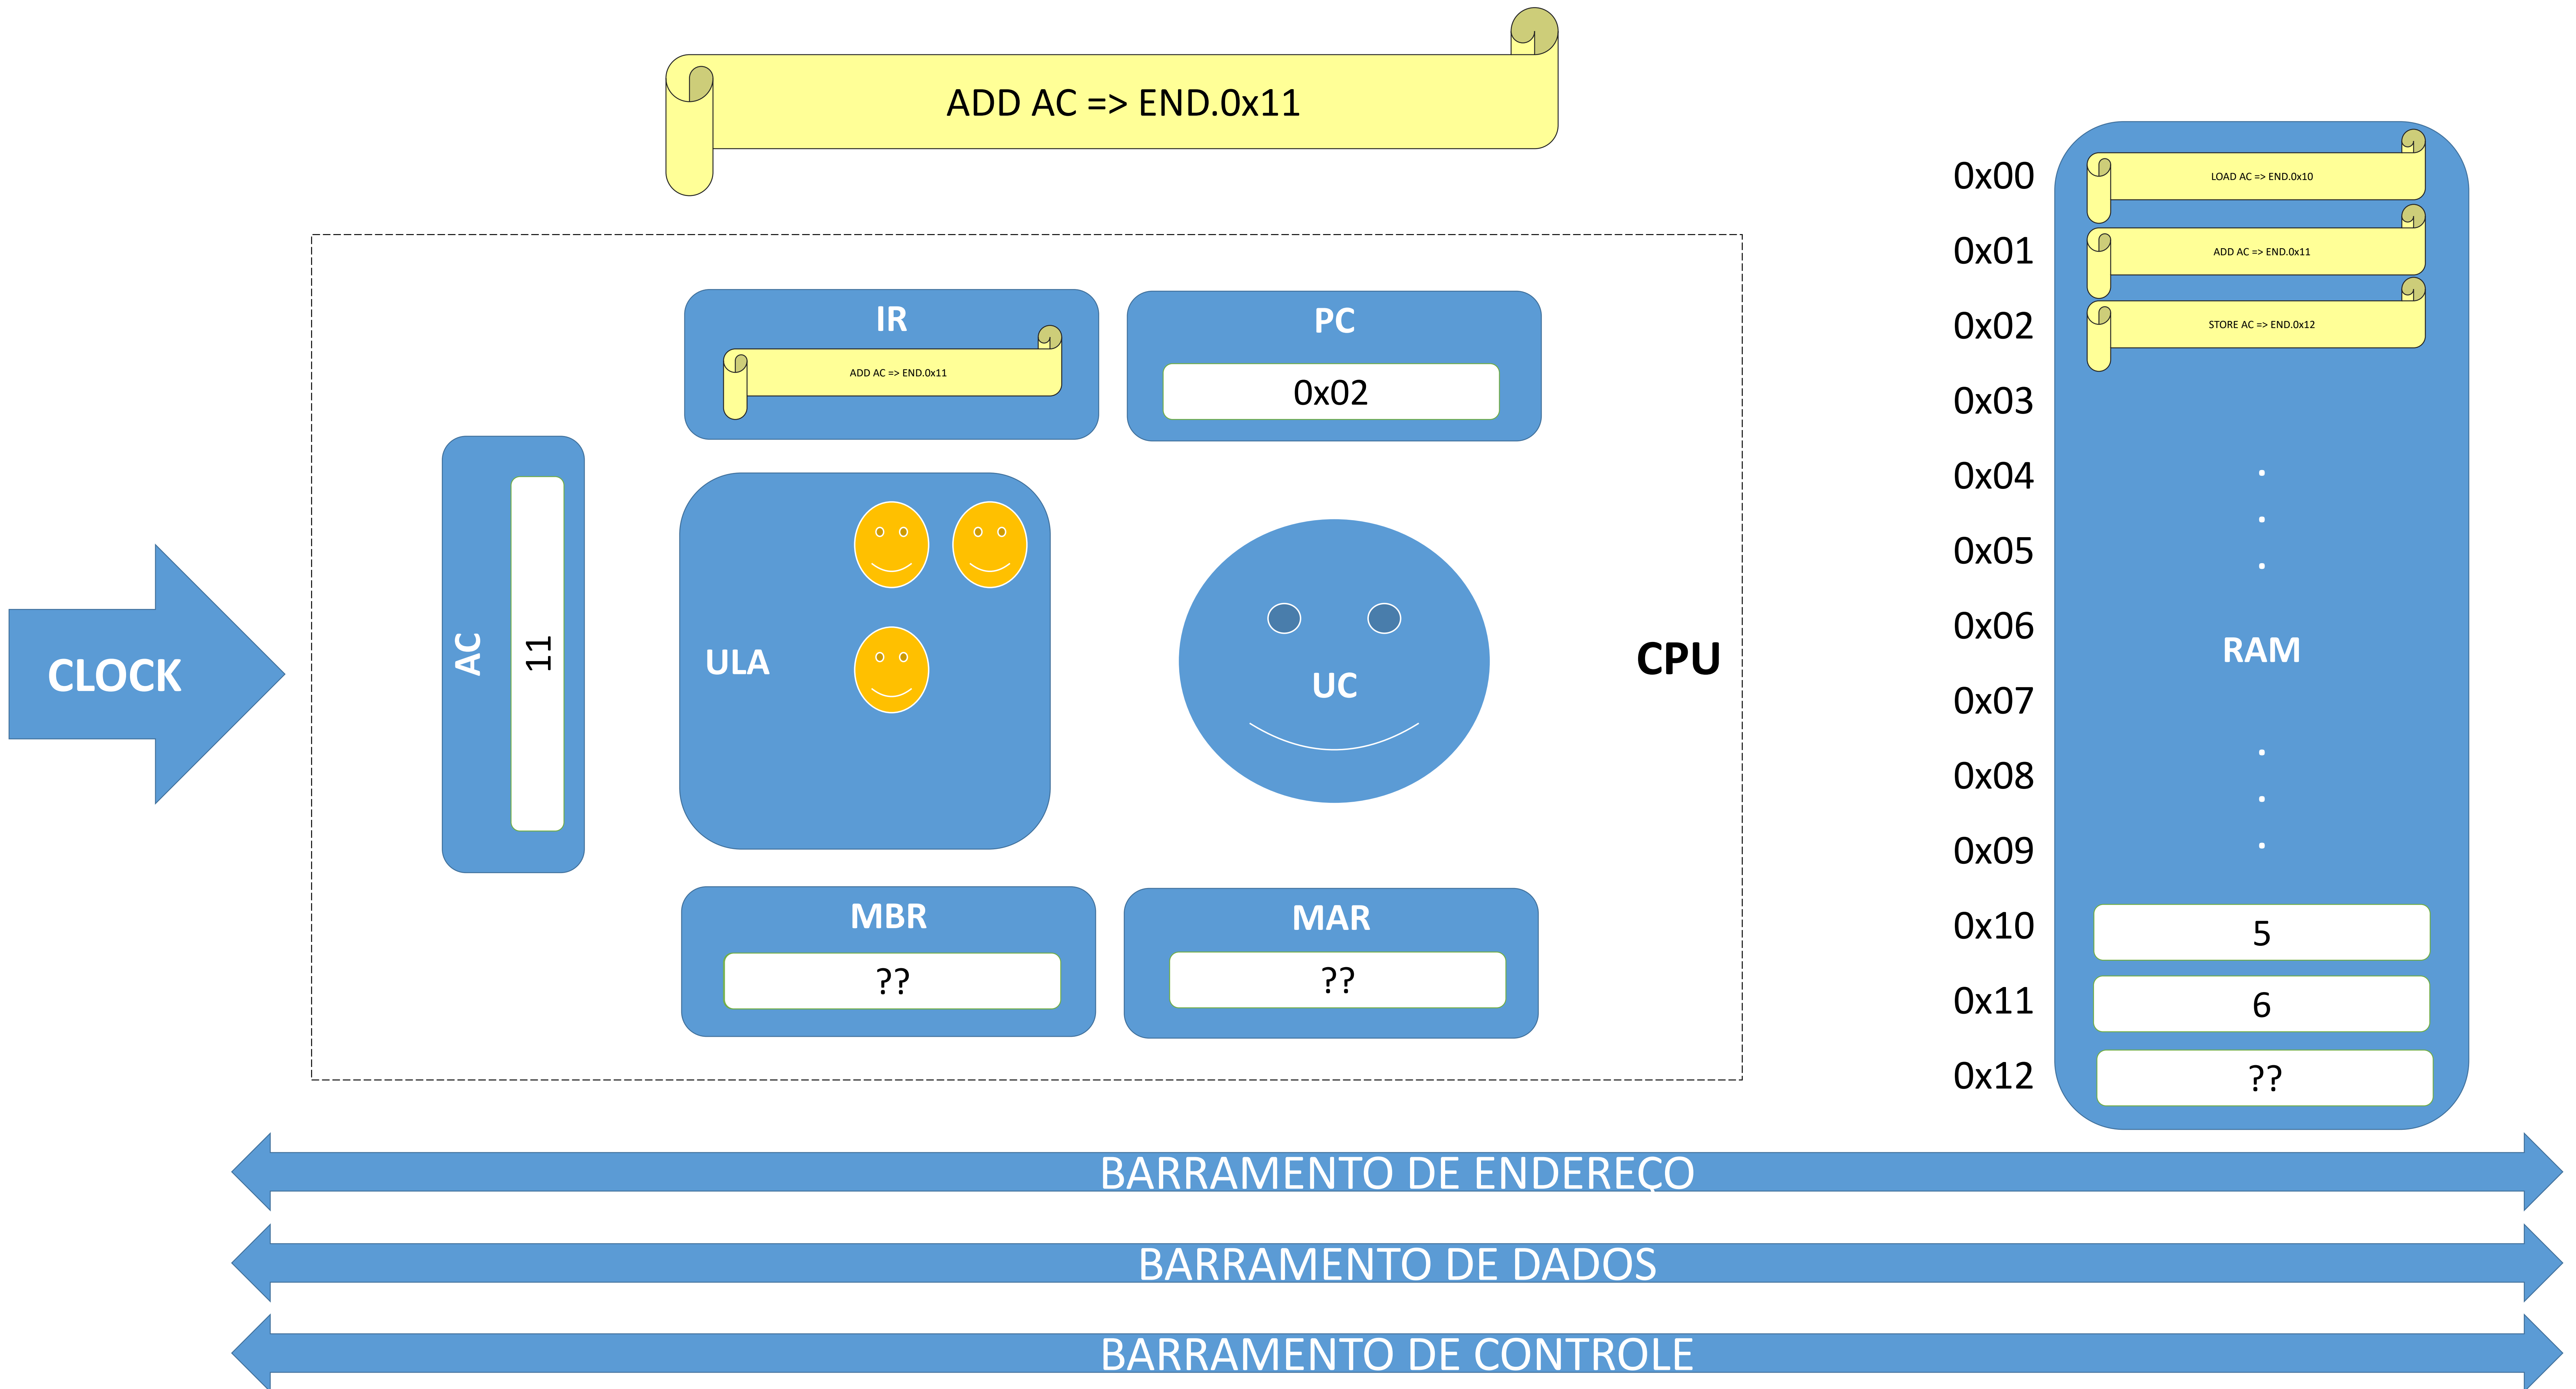 ADD AC => END.0x11
0x00
LOAD AC => END.0x10
0x01
ADD AC => END.0x11
0x02
STORE AC => END.0x12
0x03
0x04
0x05
0x06
0x07
0x08
0x09
RAM
0x10
5
0x11
6
0x12
??
IR
ADD AC => END.0x11
PC
0x02
CLOCK
AC
11
ULA
UC
CPU
MBR
??
MAR
??
BARRAMENTO DE ENDEREÇO
BARRAMENTO DE DADOS
BARRAMENTO DE CONTROLE